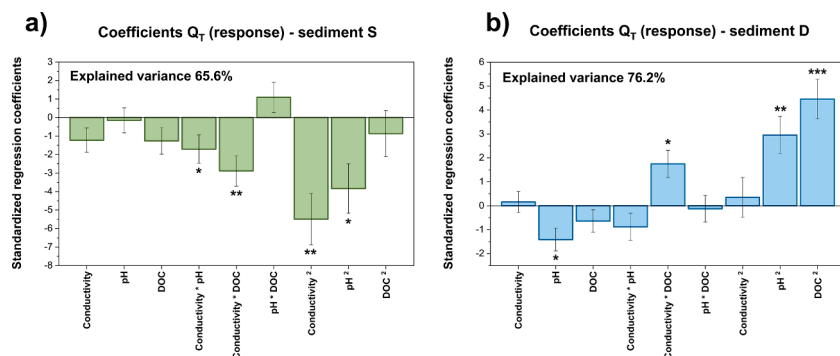 a)
Coefficients Q_T (response) - sediment S
Explained variance 65.6%
Standardized regression coefficients
3
2
1
0
-1
-2
-3
-4
-5
-6
-7
-8
*
**
**
*
Conductivity
pH
DOC
Conductivity * pH
Conductivity * DOC
pH * DOC
Conductivity ²
pH ²
DOC ²
b)
Coefficients Q_T (response) - sediment D
Explained variance 76.2%
Standardized regression coefficients
6
5
4
3
2
1
0
-1
-2
*
*
**
***
Conductivity
pH
DOC
Conductivity * pH
Conductivity * DOC
pH * DOC
Conductivity ²
pH ²
DOC ²